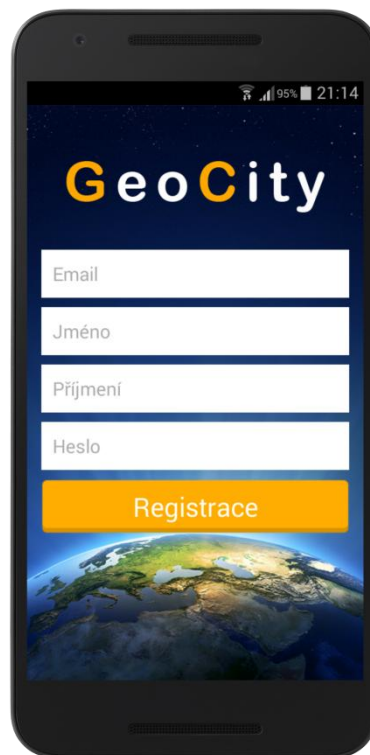 95% 21:14
GeoCity
Email
Jméno
Příjmení
Heslo
Registrace